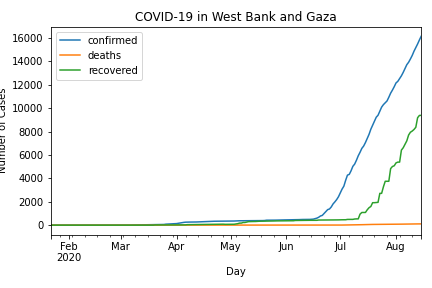 COVID-19 in West Bank and Gaza
confirmed
deaths
recovered
16000
14000
12000
10000
8000
6000
4000
2000
0
Number of Cases
Feb
2020
Mar
Apr
May
Jun
Jul
Aug
Day